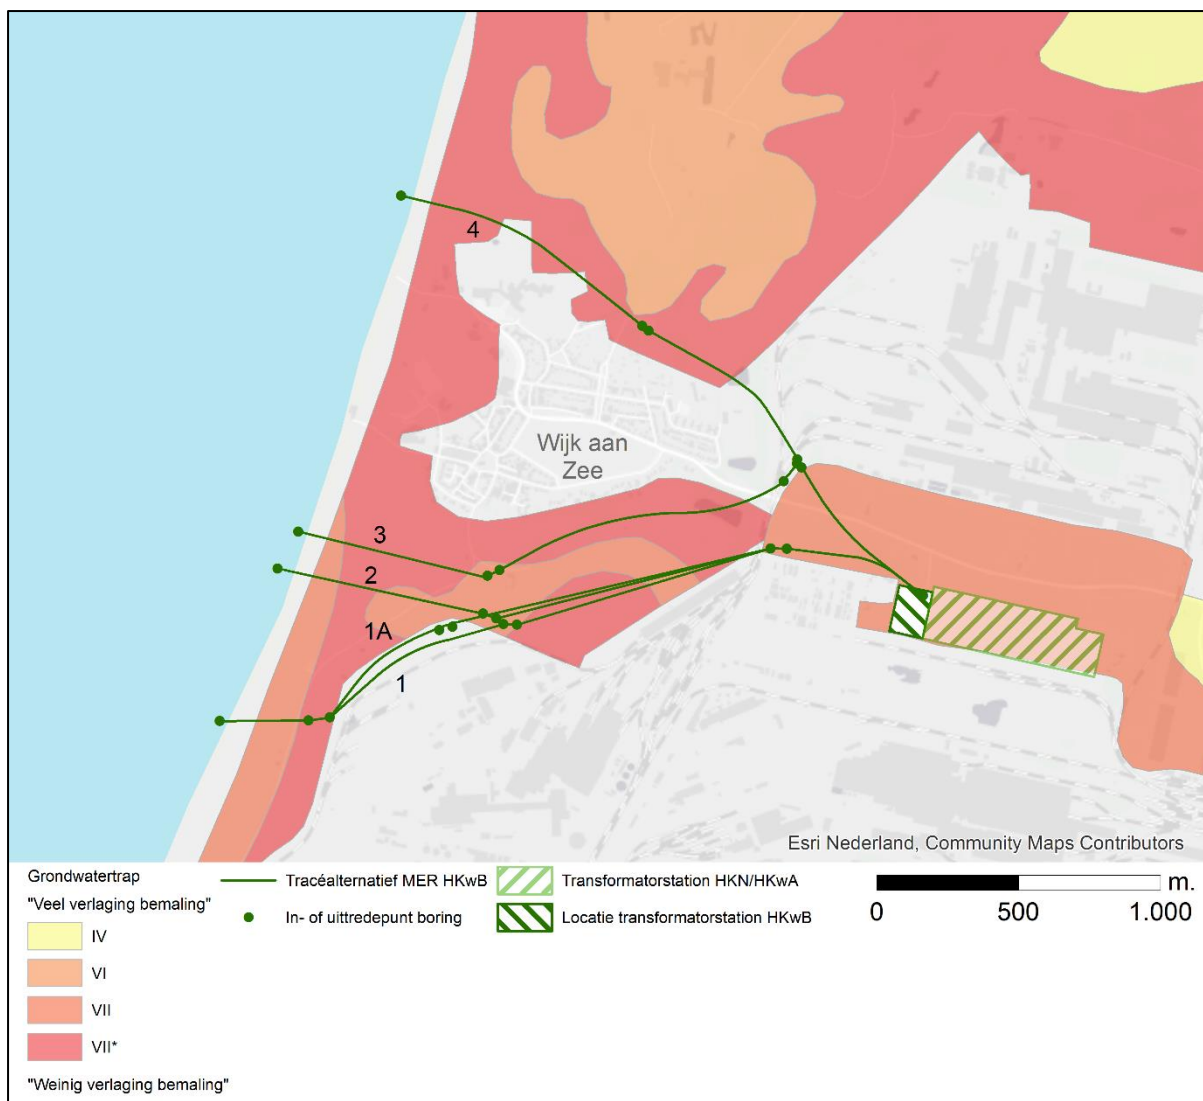 4
Wijk aan
Zee
3
2
1A
1
Esri Nederland, Community Maps Contributors
Grondwatertrap
"Veel verlaging bemaling"
IV
VI
VII
VII*
"Weinig verlaging bemaling"
Tracéalternatief MER HKwB
In- of uittredepunt boring
Transformatorstation HKN/HKwA
Locatie transformatorstation HKwB
m.
0 500 1.000